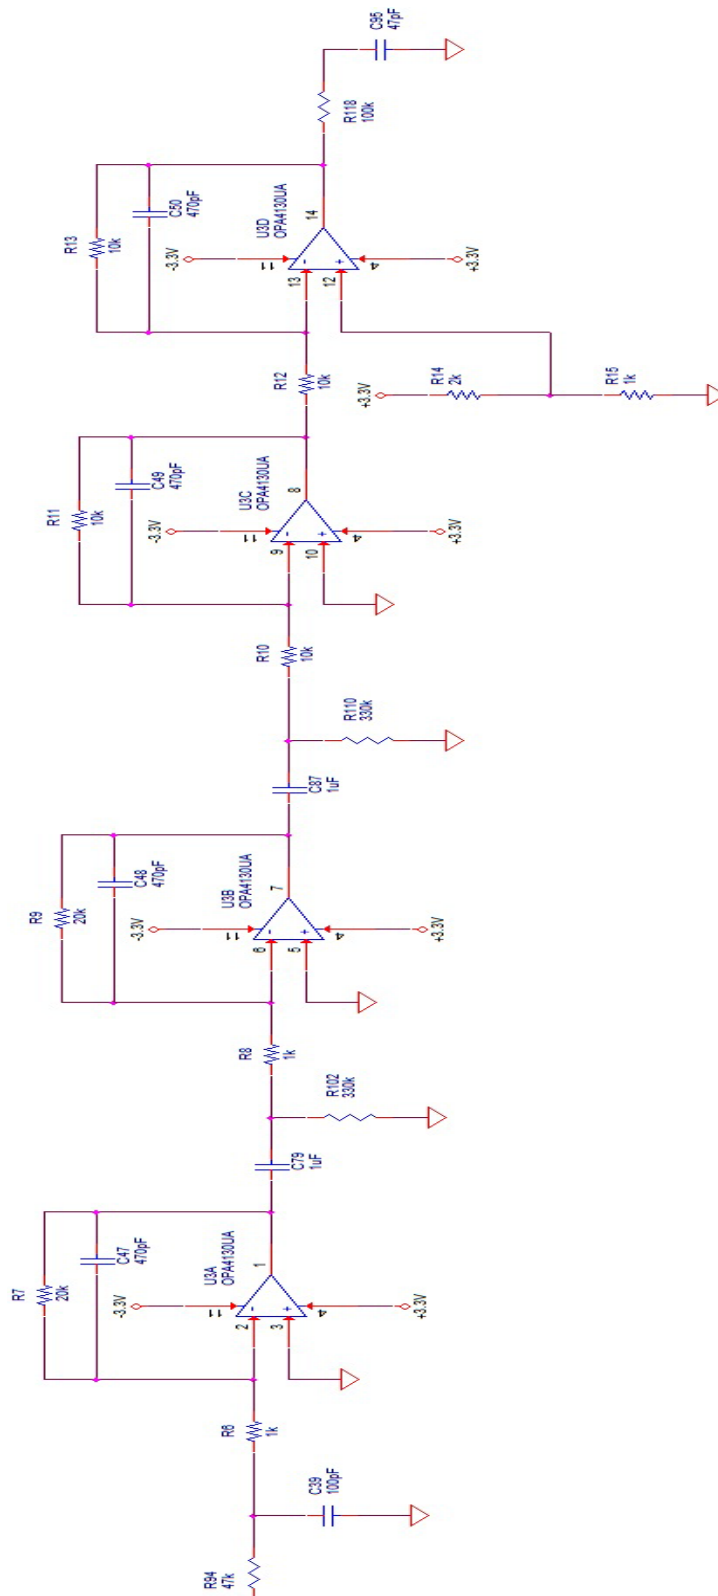 C95
47pF
R118
100k
C50
470pF
R13
10k
U3D
OPA4130UA
14
-3.3V
11
-
+
4
+3.3V
13
12
R12
10k
+3.3V
R14
2k
R15
1k
C49
470pF
R11
10k
U3C
OPA4130UA
8
-3.3V
11
-
+
4
+3.3V
9
10
R10
10k
R110
330k
C87
1uF
C48
470pF
R9
20k
U3B
OPA4130UA
7
-3.3V
11
-
+
4
+3.3V
6
5
R8
1k
R102
330k
C79
1uF
C47
470pF
R7
20k
U3A
OPA4130UA
1
-3.3V
11
-
+
4
+3.3V
2
3
R6
1k
C39
100pF
R94
47k